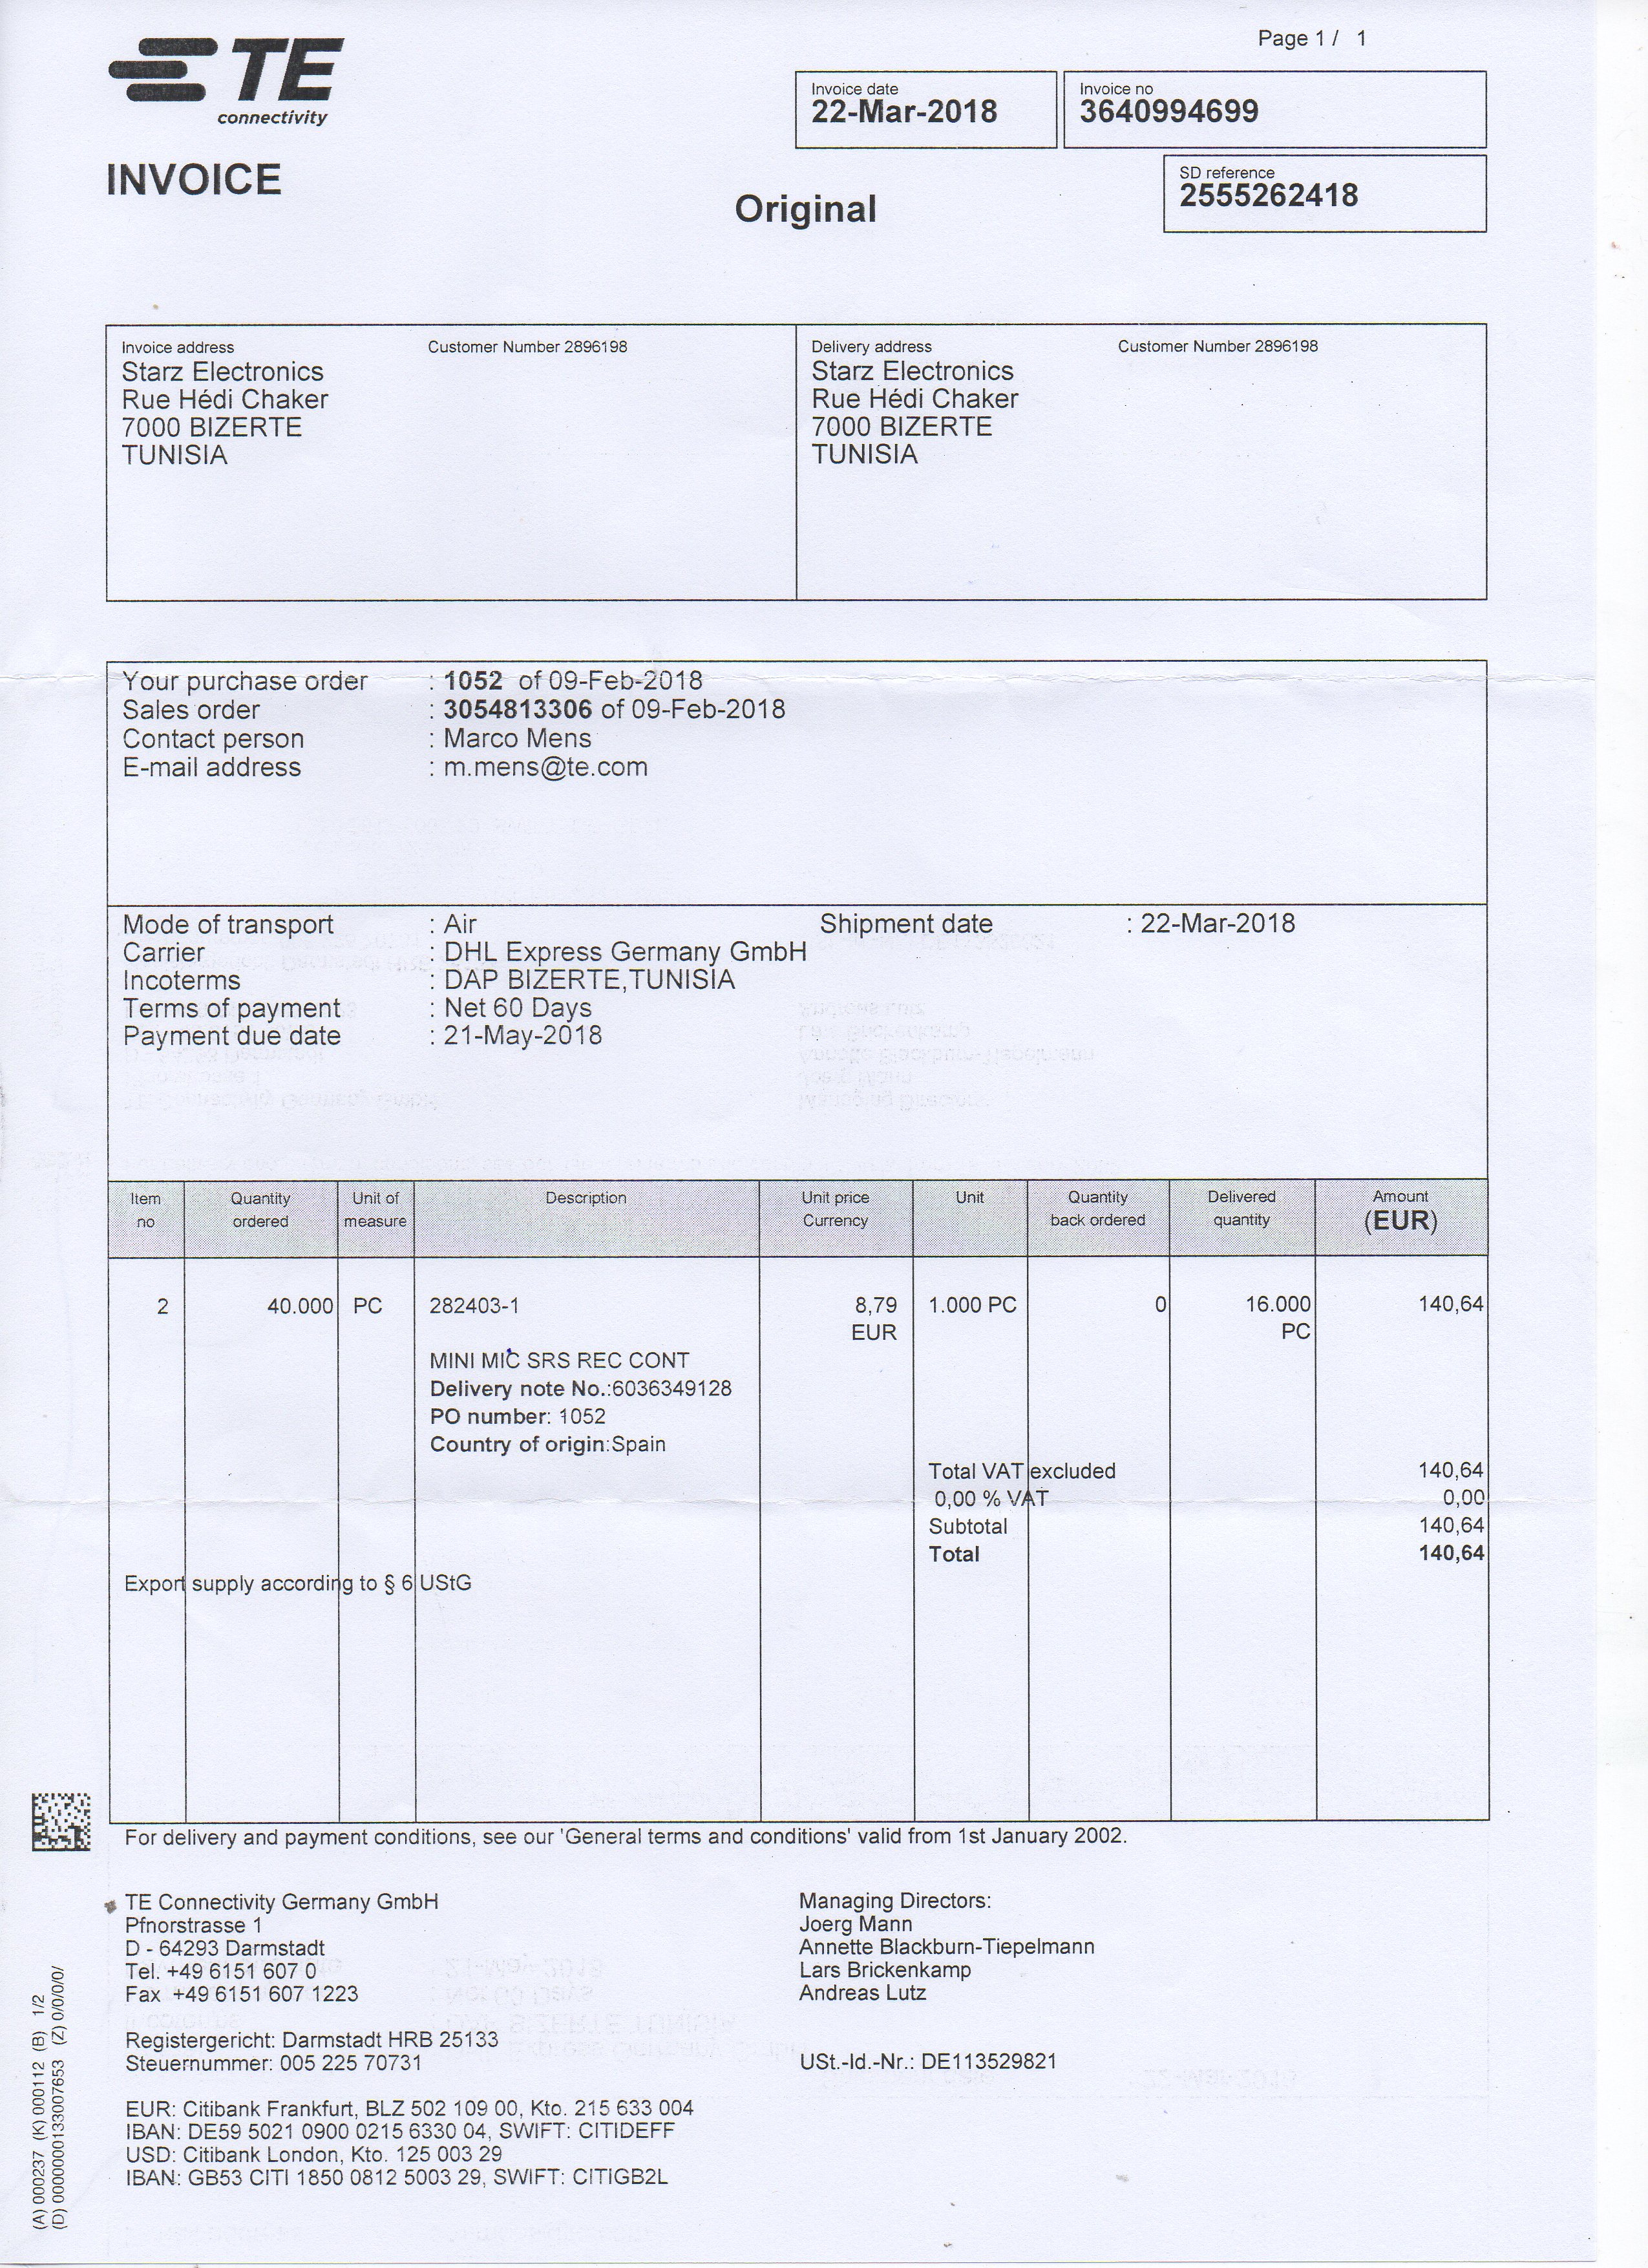 Page 1 / 1
TE
connectivity
Invoice date
22-Mar-2018
Invoice no
3640994699
INVOICE
Original
SD reference
2555262418
Invoice address Customer Number 2896198
Starz Electronics
Rue Hédi Chaker
7000 BIZERTE
TUNISIA
Delivery address Customer Number 2896198
Starz Electronics
Rue Hédi Chaker
7000 BIZERTE
TUNISIA
Your purchase order : 1052 of 09-Feb-2018
Sales order : 3054813306 of 09-Feb-2018
Contact person : Marco Mens
E-mail address : m.mens@te.com
Mode of transport : Air Shipment date : 22-Mar-2018
Carrier : DHL Express Germany GmbH
Incoterms : DAP BIZERTE,TUNISIA
Terms of payment : Net 60 Days
Payment due date : 21-May-2018
Item no Quantity ordered Unit of measure Description Unit price Currency Unit Quantity back ordered Delivered quantity Amount (EUR)
2 40.000 PC 282403-1 8,79 1.000 PC 0 16.000 140,64
EUR PC
MINI MIC SRS REC CONT
Delivery note No.:6036349128
PO number: 1052
Country of origin:Spain
Total VAT excluded 140,64
0,00 % VAT 0,00
Subtotal 140,64
Total 140,64
Export supply according to § 6 UStG
For delivery and payment conditions, see our 'General terms and conditions' valid from 1st January 2002.
TE Connectivity Germany GmbH
Pfnorstrasse 1
D - 64293 Darmstadt
Tel. +49 6151 607 0
Fax +49 6151 607 1223
Managing Directors:
Joerg Mann
Annette Blackburn-Tiepelmann
Lars Brickenkamp
Andreas Lutz
Registergericht: Darmstadt HRB 25133
Steuernummer: 005 225 70731
USt.-Id.-Nr.: DE113529821
EUR: Citibank Frankfurt, BLZ 502 109 00, Kto. 215 633 004
IBAN: DE59 5021 0900 0215 6330 04, SWIFT: CITIDEFF
USD: Citibank London, Kto. 125 003 29
IBAN: GB53 CITI 1850 0812 5003 29, SWIFT: CITIGB2L
(A) 000237 (K) 000112 (B) 1/2
(D) 0000000133007653 (Z) 0/0/0/0/